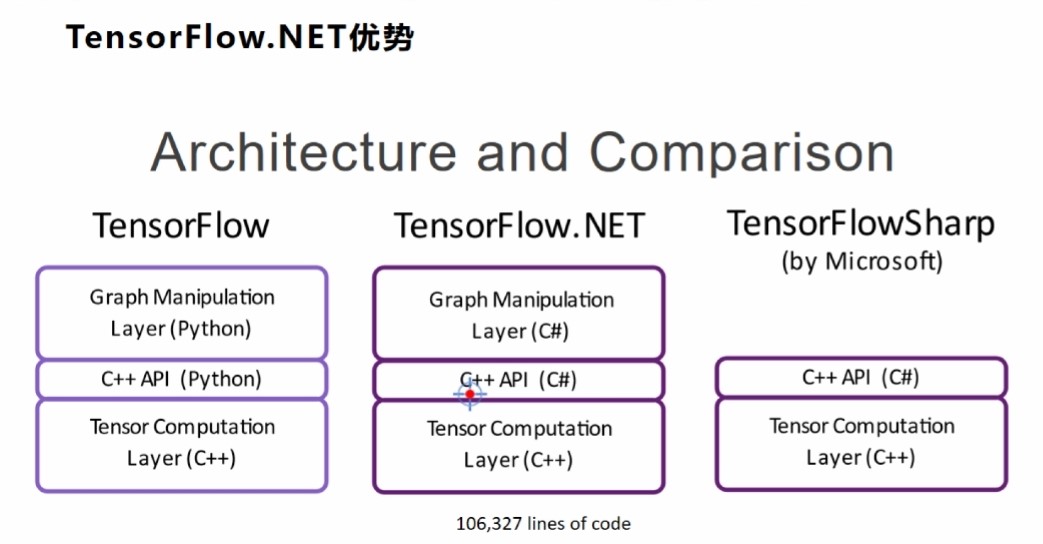 TensorFlow.NET优势
Architecture and Comparison
TensorFlow
Graph Manipulation
Layer (Python)
C++ API (Python)
Tensor Computation
Layer (C++)
TensorFlow.NET
Graph Manipulation
Layer (C#)
C++ API (C#)
Tensor Computation
Layer (C++)
106,327 lines of code
TensorFlowSharp
(by Microsoft)
C++ API (C#)
Tensor Computation
Layer (C++)